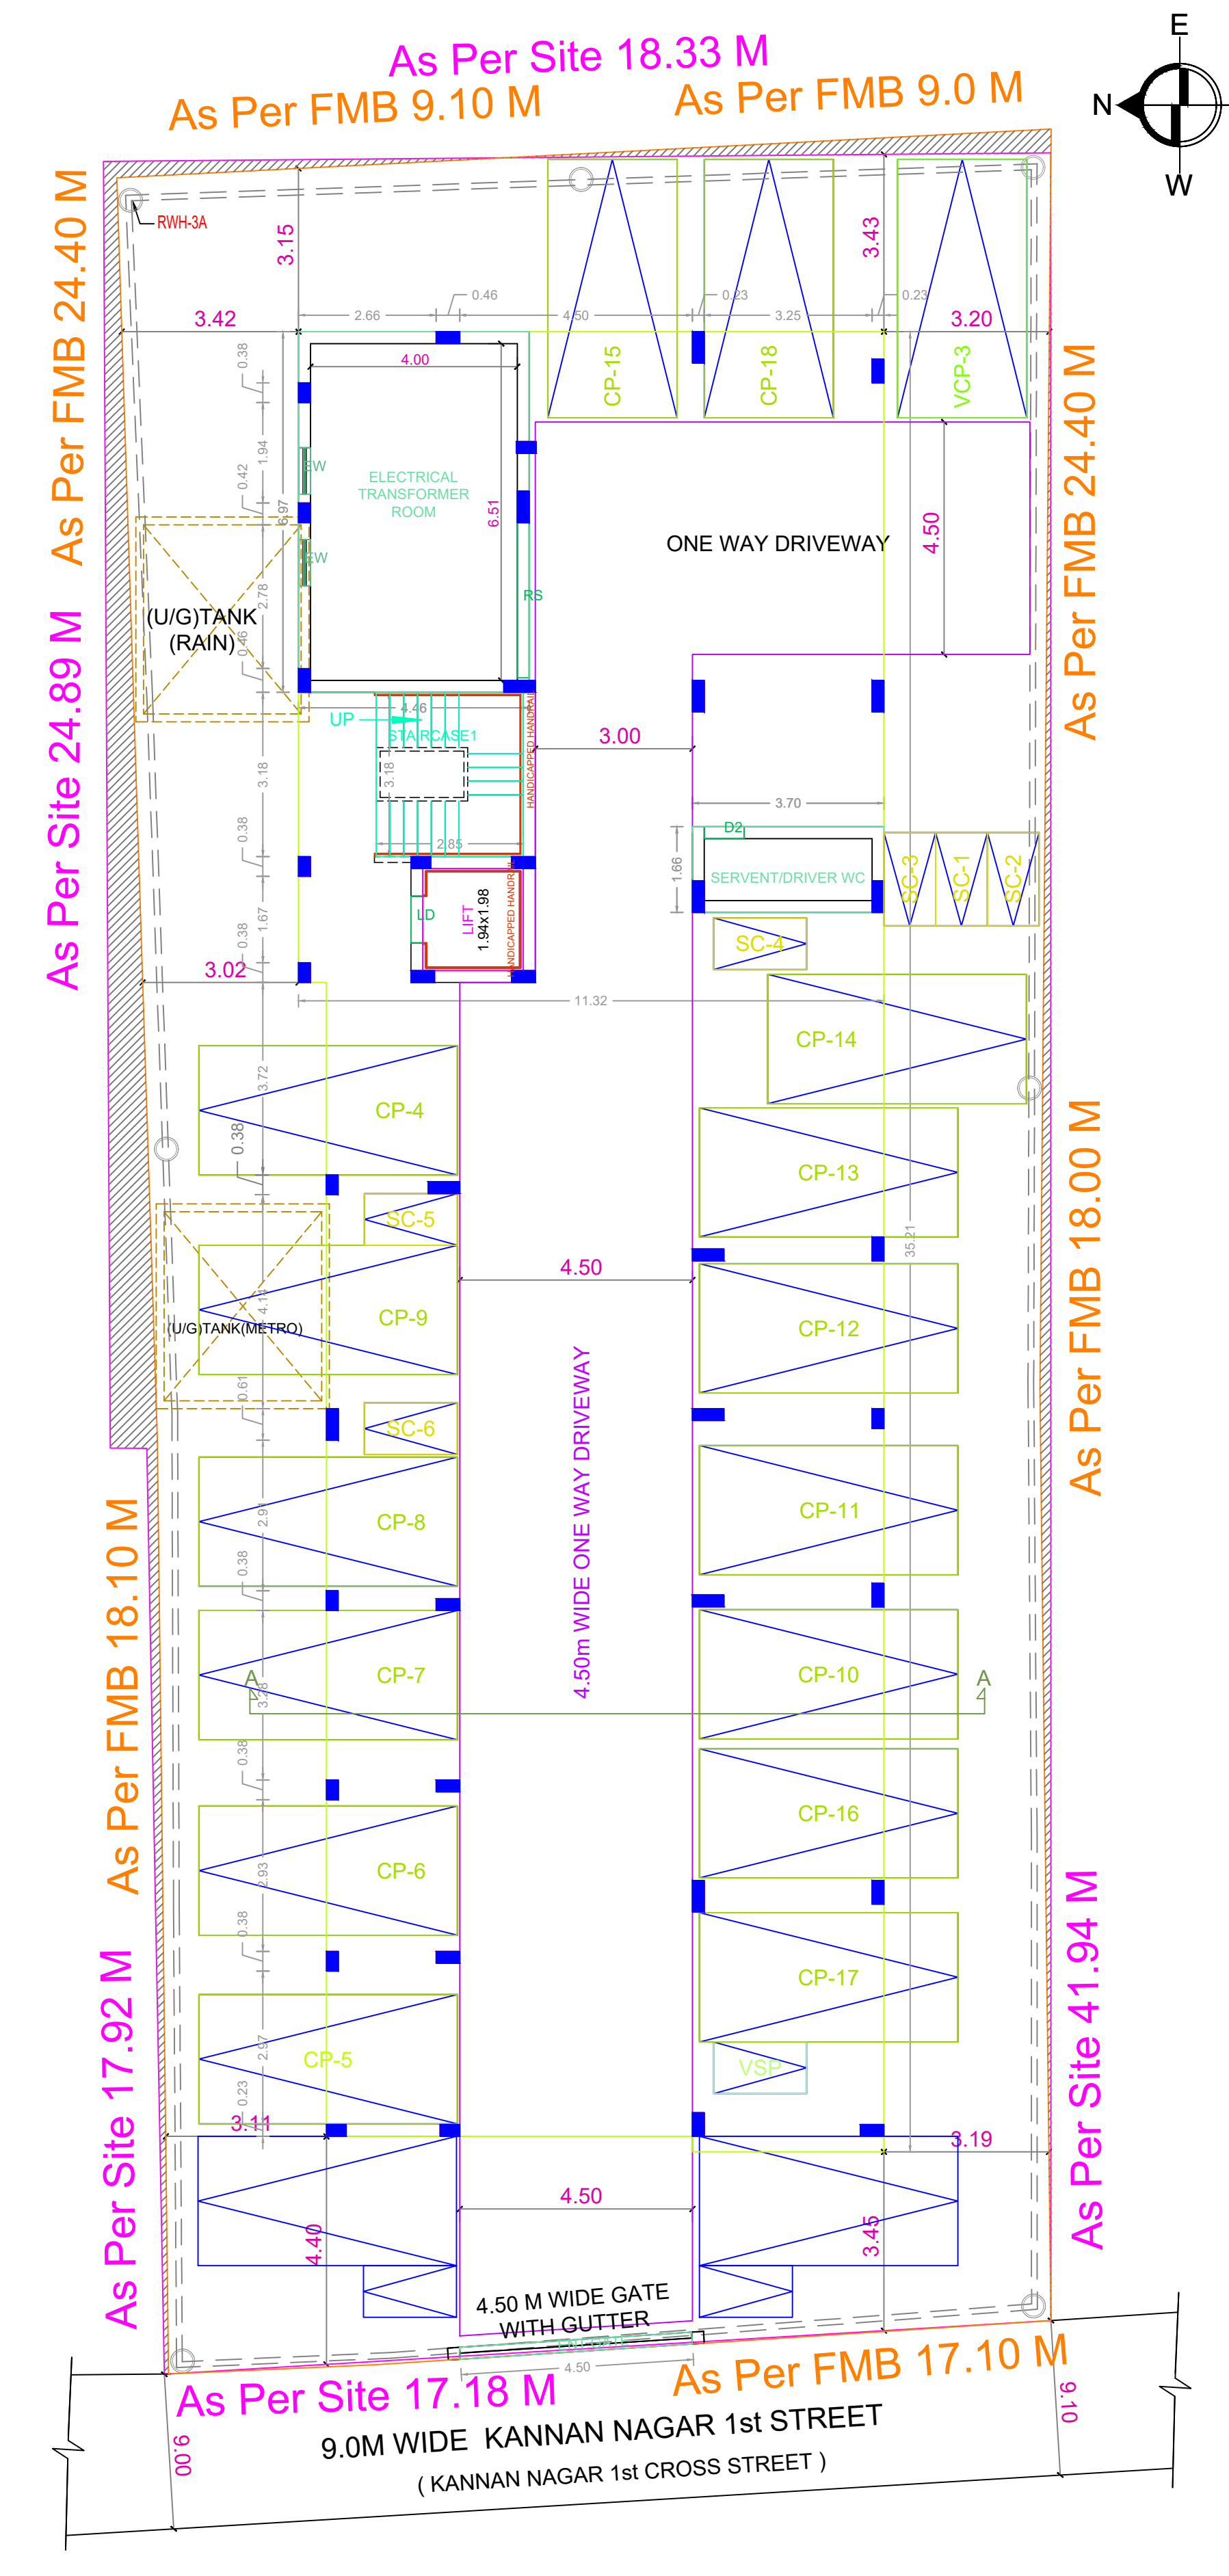 As Per Site 18.33 M
As Per FMB 9.10 M
As Per FMB 9.0 M
E
N
W
As Per FMB 24.40 M
RWH-3A
3.15
3.43
3.42
2.66
0.46
4.50
0.23
3.25
0.23
3.20
0.38
4.00
CP-15
CP-18
VCP-3
1.94
0.42
EW
6.97
ELECTRICAL
TRANSFORMER
ROOM
6.51
ONE WAY DRIVEWAY
4.50
As Per FMB 24.40 M
EW
2.78
RS
(U/G)TANK
(RAIN)
0.46
As Per Site 24.89 M
4.46
UP
STAIRCASE1
HANDICAPPED HANDRAIL
3.00
3.18
3.18
3.70
0.38
2.85
D2
1.66
SERVENT/DRIVER WC
SC-3
SC-1
SC-2
LD
LIFT
1.94x1.98
HANDICAPPED HANDRAIL
1.67
0.38
SC-4
3.02
11.32
CP-14
3.72
CP-4
0.38
CP-13
SC-5
35.21
As Per FMB 18.00 M
4.50
4.14
CP-9
(U/G)TANK(METRO)
CP-12
0.61
SC-6
4.50m WIDE ONE WAY DRIVEWAY
2.91
CP-8
CP-11
0.38
As Per FMB 18.10 M
CP-7
CP-10
A
A
3.28
0.38
CP-16
CP-6
2.93
0.38
CP-17
As Per Site 17.92 M
As Per Site 41.94 M
CP-5
2.97
VSP
0.23
3.11
3.19
4.50
4.40
3.45
4.50 M WIDE GATE
WITH GUTTER
4.50
As Per Site 17.18 M
As Per FMB 17.10 M
9.0M WIDE KANNAN NAGAR 1st STREET
( KANNAN NAGAR 1st CROSS STREET )
9.00
9.10